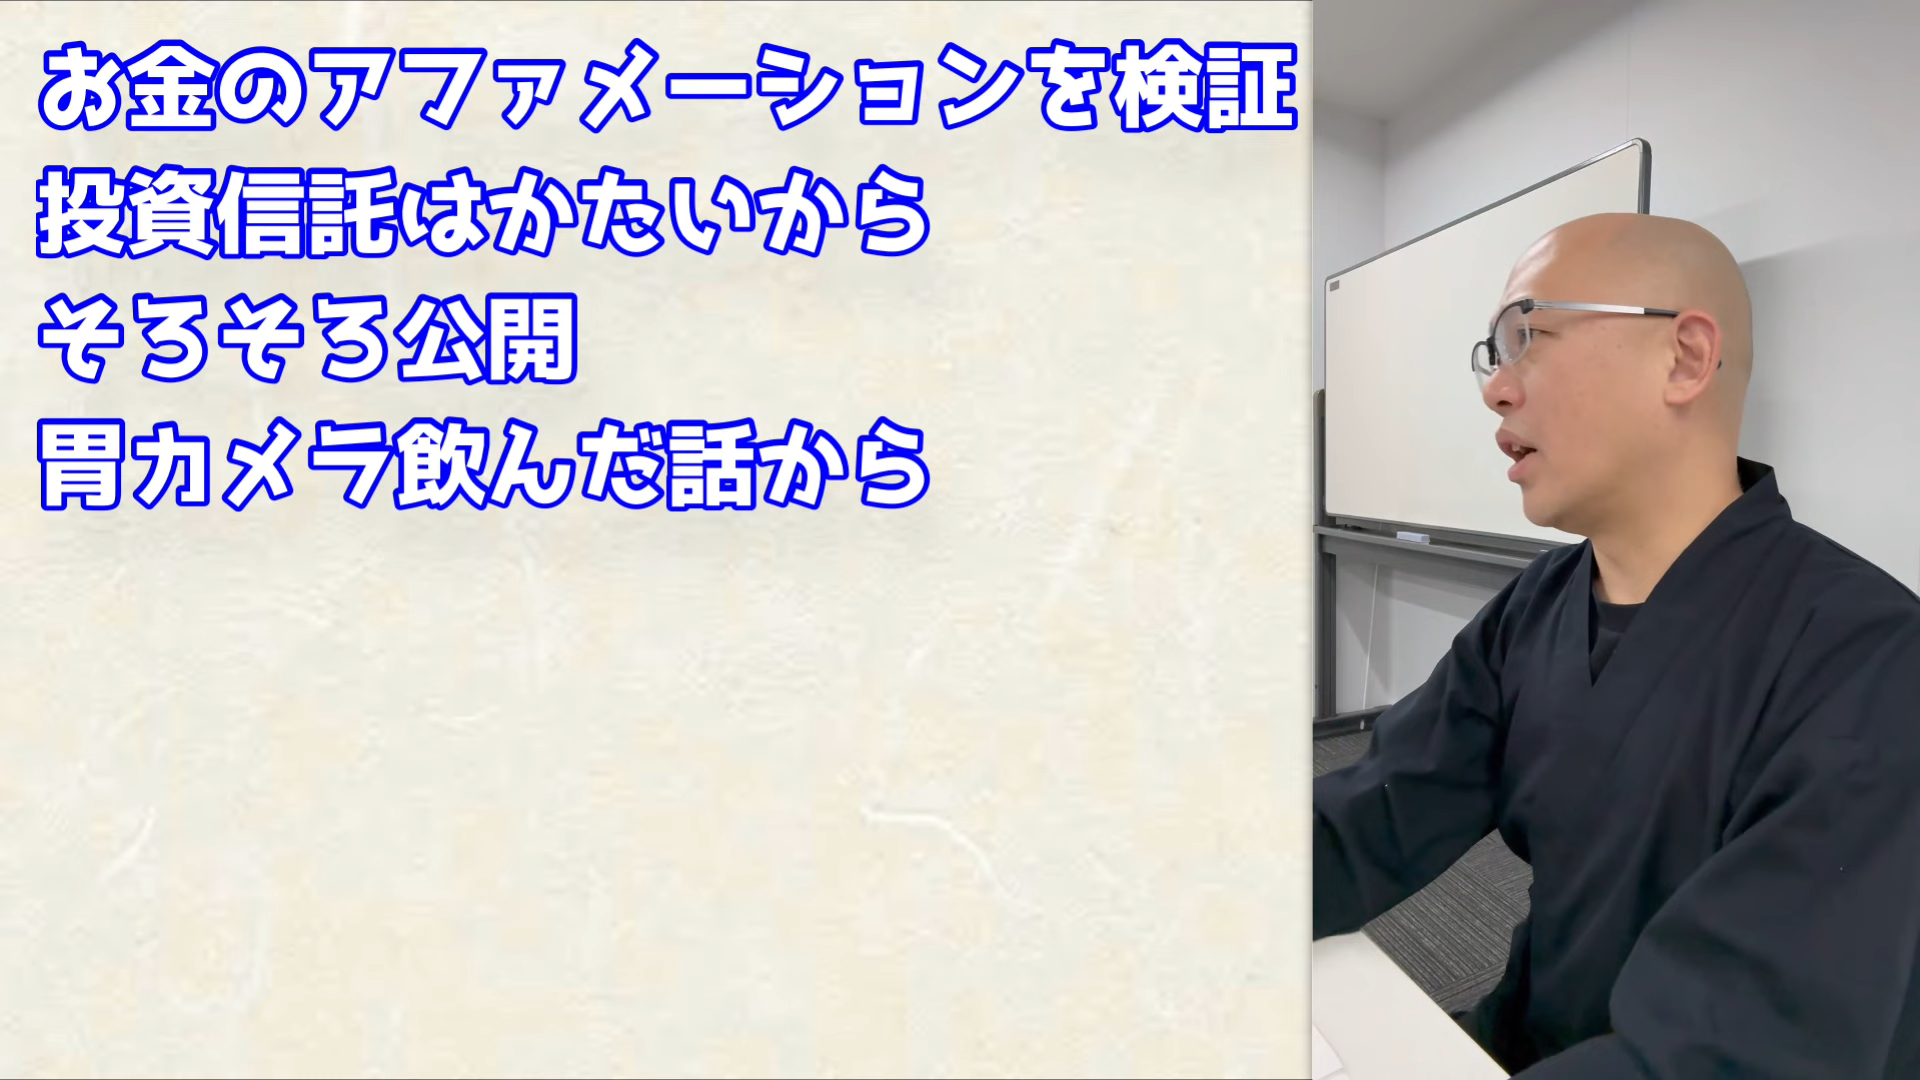 お金のアファメーションを検証
投資信託はかたいから
そろそろ公開
胃カメラ飲んだ話から